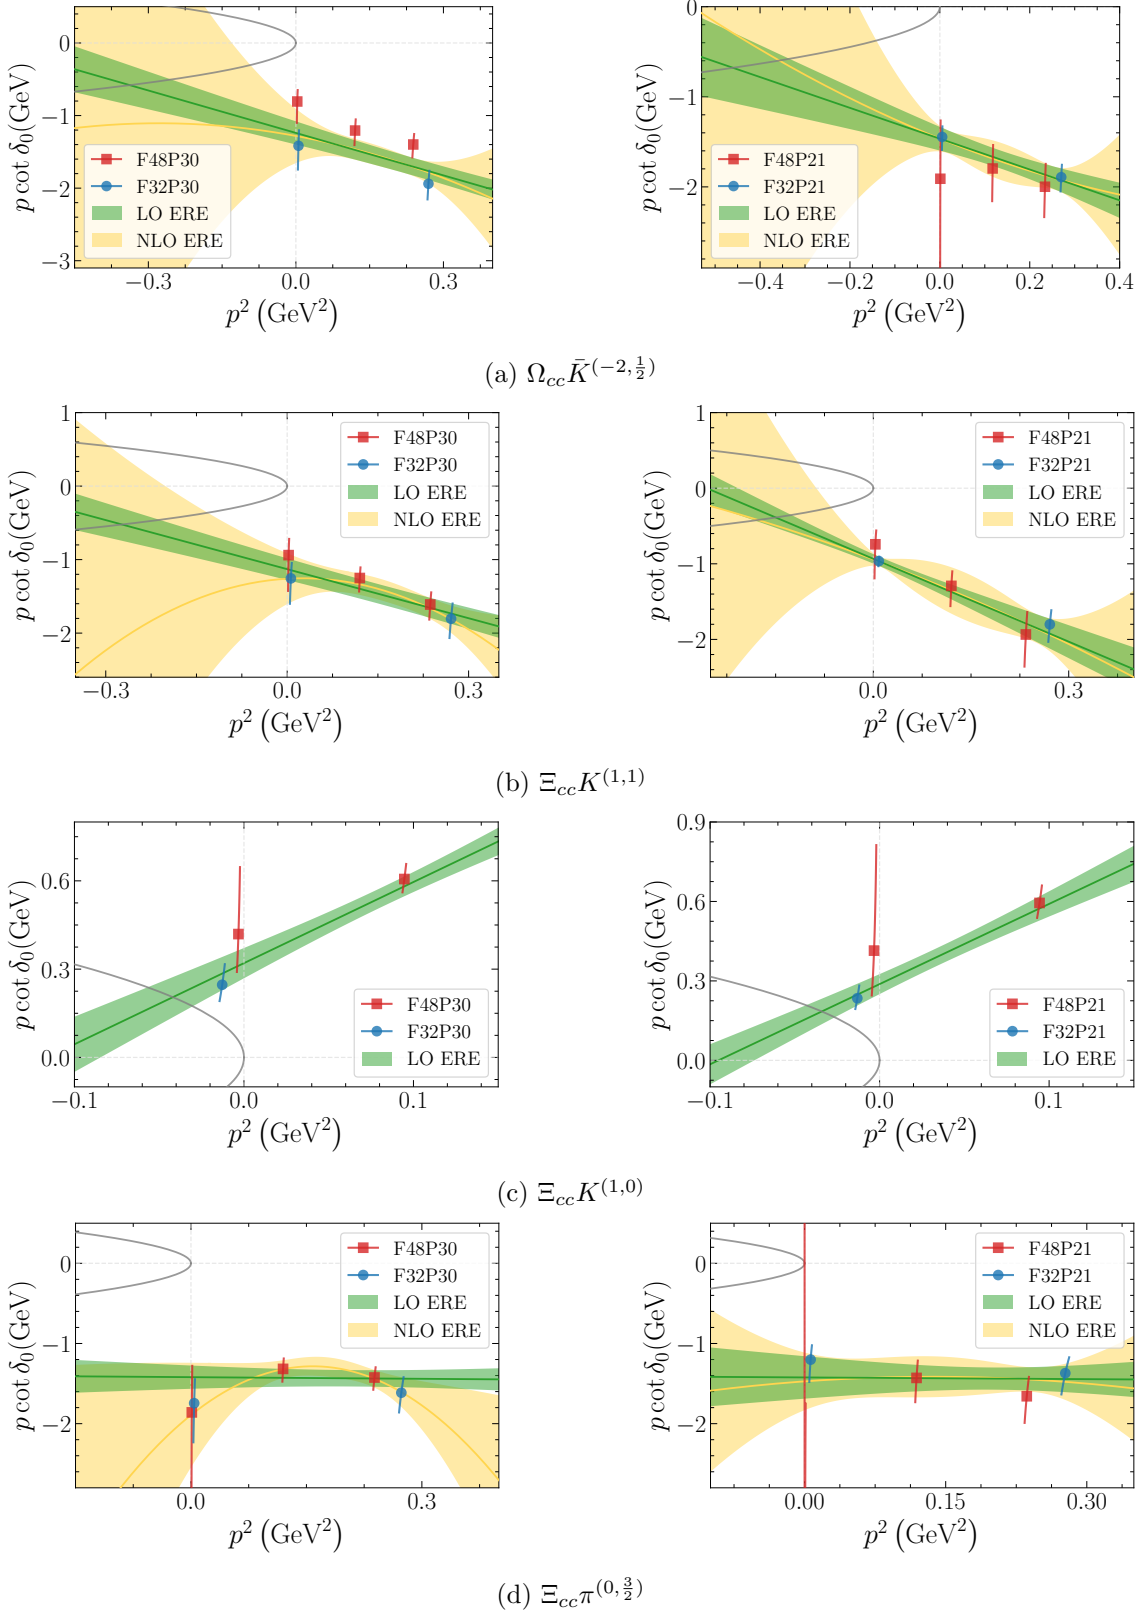 0
−1
−2
−3
−0.3 0.0 0.3
p cot δ₀(GeV)
p² (GeV²)
F48P30
F32P30
LO ERE
NLO ERE
0
−1
−2
−0.4 −0.2 0.0 0.2 0.4
p cot δ₀(GeV)
p² (GeV²)
F48P21
F32P21
LO ERE
NLO ERE
(a) Ω_{cc}K̄^{(−2,1/2)}
1
0
−1
−2
−0.3 0.0 0.3
p cot δ₀(GeV)
p² (GeV²)
F48P30
F32P30
LO ERE
NLO ERE
1
0
−1
−2
0.0 0.3
p cot δ₀(GeV)
p² (GeV²)
F48P21
F32P21
LO ERE
NLO ERE
(b) Ξ_{cc}K^{(1,1)}
0.6
0.3
0.0
−0.1 0.0 0.1
p cot δ₀(GeV)
p² (GeV²)
F48P30
F32P30
LO ERE
0.9
0.6
0.3
0.0
−0.1 0.0 0.1
p cot δ₀(GeV)
p² (GeV²)
F48P21
F32P21
LO ERE
(c) Ξ_{cc}K^{(1,0)}
0
−1
−2
0.0 0.3
p cot δ₀(GeV)
p² (GeV²)
F48P30
F32P30
LO ERE
NLO ERE
0
−1
−2
0.00 0.15 0.30
p cot δ₀(GeV)
p² (GeV²)
F48P21
F32P21
LO ERE
NLO ERE
(d) Ξ_{cc}π^{(0,3/2)}